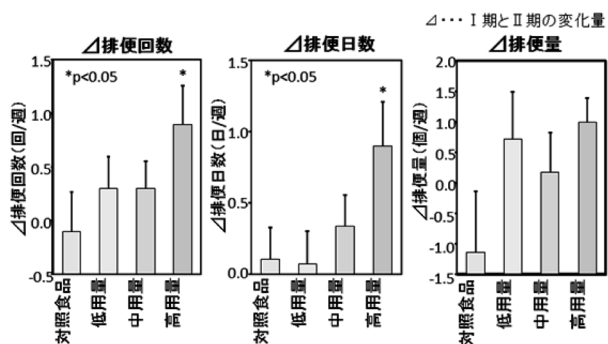 ⊿・・・Ⅰ期とⅡ期の変化量
⊿排便回数
*p<0.05
*
1.5
1.0
0.5
0.0
-0.5
⊿排便回数(回/週)
対照食品
低用量
中用量
高用量
⊿排便日数
*p<0.05
*
1.5
1.0
0.5
0.0
⊿排便日数(日/週)
対照食品
低用量
中用量
高用量
⊿排便量
2.0
1.5
1.0
0.5
0.0
-0.5
-1.0
-1.5
⊿排便量(個/週)
対照食品
低用量
中用量
高用量